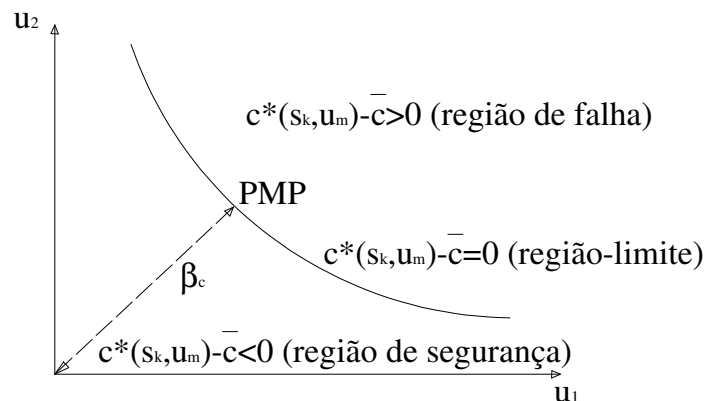 u₂
c*(sₖ,uₘ)-c̅>0 (região de falha)
PMP
c*(sₖ,uₘ)-c̅=0 (região-limite)
β꜀
c*(sₖ,uₘ)-c̅<0 (região de segurança)
u₁